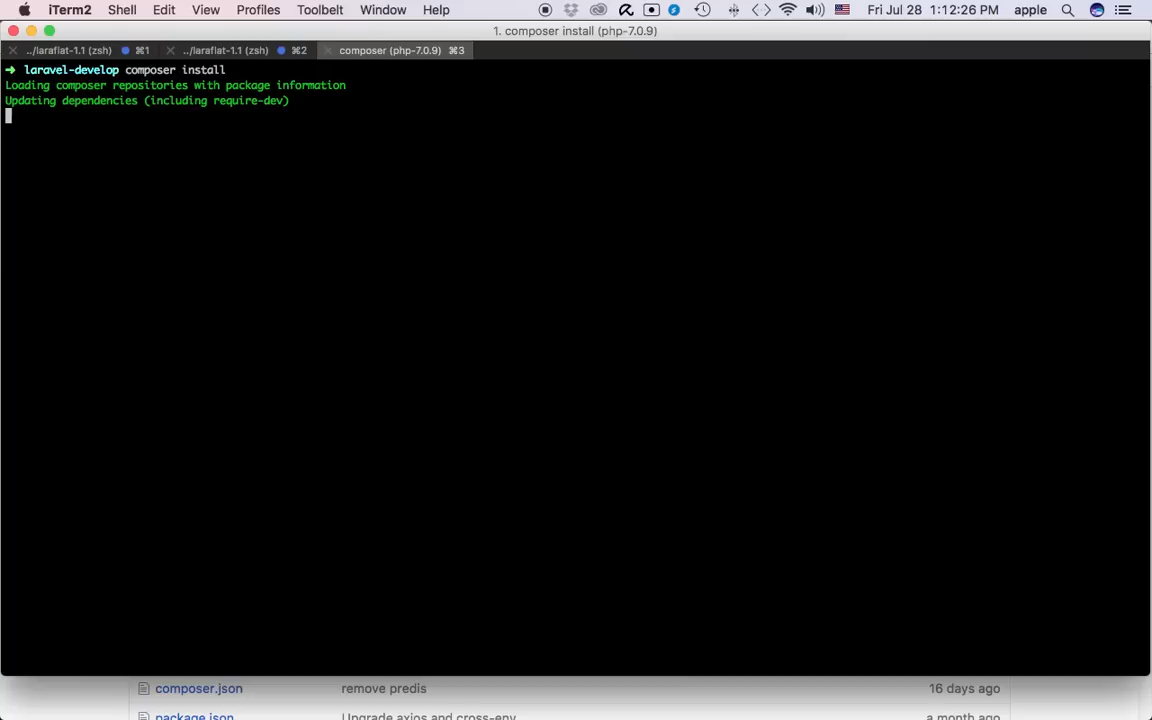 iTerm2 Shell Edit View Profiles Toolbelt Window Help Fri Jul 28 1:12:26 PM apple
1. composer install (php-7.0.9)
../laraflat-1.1 (zsh) ⌘1 ../laraflat-1.1 (zsh) ⌘2 composer (php-7.0.9) ⌘3
➜ laravel-develop composer install
Loading composer repositories with package information
Updating dependencies (including require-dev)
composer.json remove predis 16 days ago
package.json Upgrade axios and cross-env a month ago